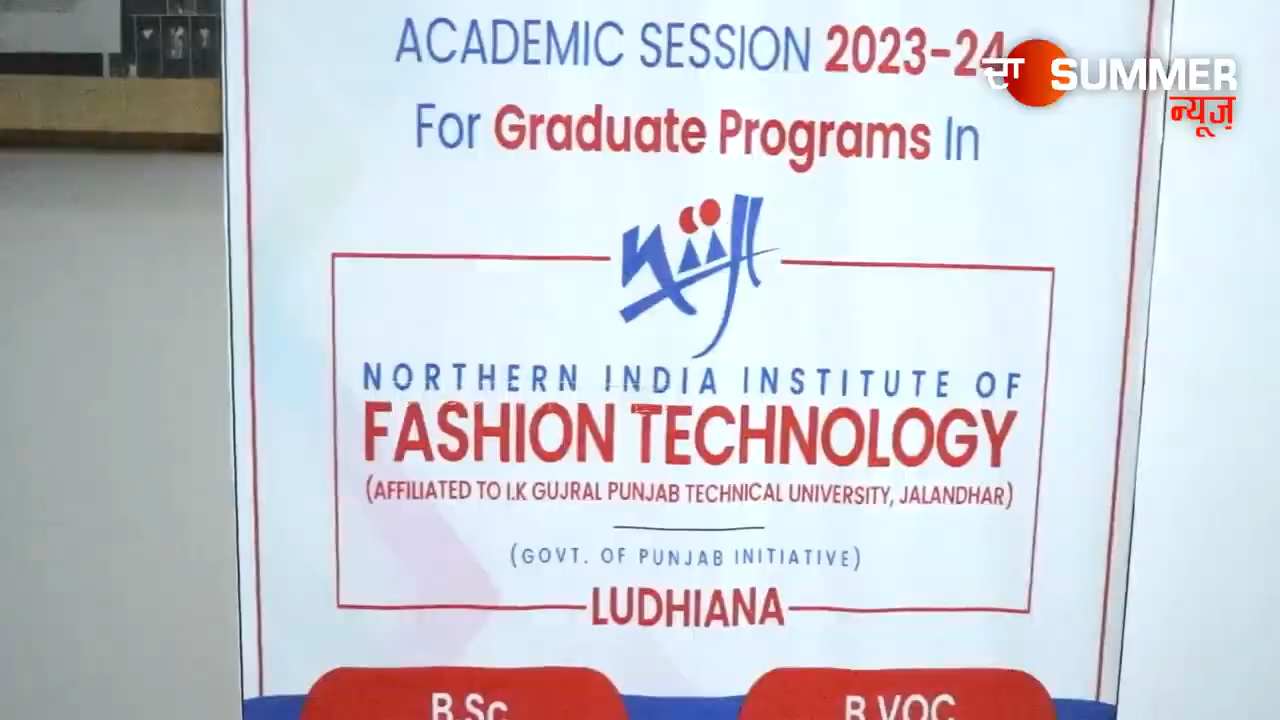 ACADEMIC SESSION 2023-24
ਦਾ SUMMER
न्यूज़
For Graduate Programs In
niift
NORTHERN INDIA INSTITUTE OF
FASHION TECHNOLOGY
(AFFILIATED TO I.K GUJRAL PUNJAB TECHNICAL UNIVERSITY, JALANDHAR)
(GOVT. OF PUNJAB INITIATIVE)
LUDHIANA
B.Sc
B.VOC